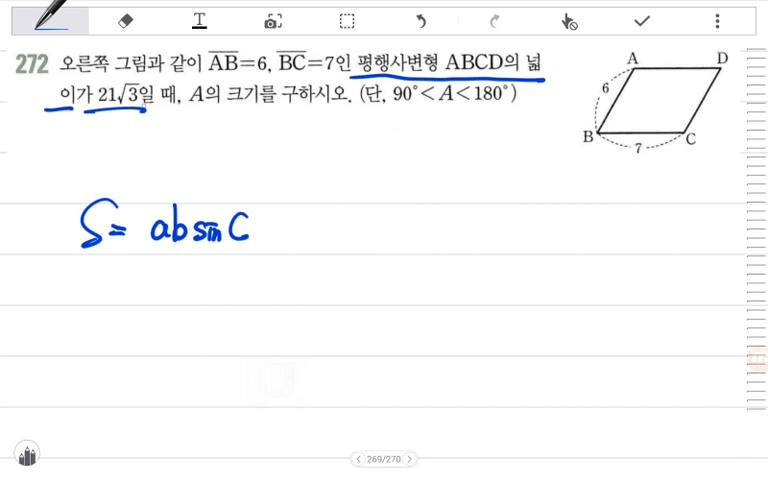 T
272 오른쪽 그림과 같이 \overline{AB}=6, \overline{BC}=7인 평행사변형 ABCD의 넓
이가 21√3일 때, A의 크기를 구하시오. (단, 90°<A<180°)
A D
6
B C
7
S= ab sin C
269/270